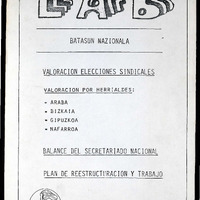 LAB
BATASUN NAZIONALA
VALORACION ELECCIONES SINDICALES
VALORACION POR HERRIALDES:
- ARABA
- BIZKAIA
- GIPUZKOA
- NAFARROA
BALANCE DEL SECRETARIADO NACIONAL
PLAN DE REESTRUCTURACION Y TRABAJO